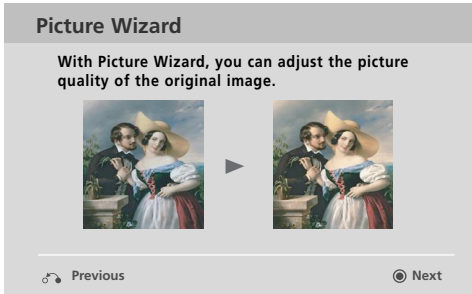 Picture Wizard
With Picture Wizard, you can adjust the picture
quality of the original image.
Previous
Next